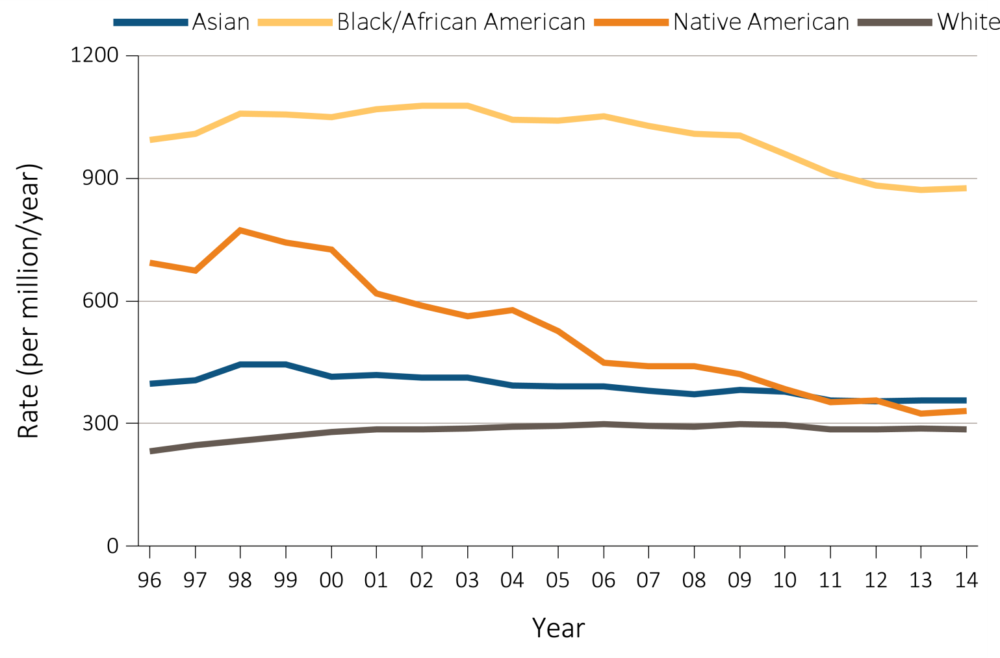 Asian Black/African American Native American White
1200
900
600
300
0
Rate (per million/year)
96 97 98 99 00 01 02 03 04 05 06 07 08 09 10 11 12 13 14
Year